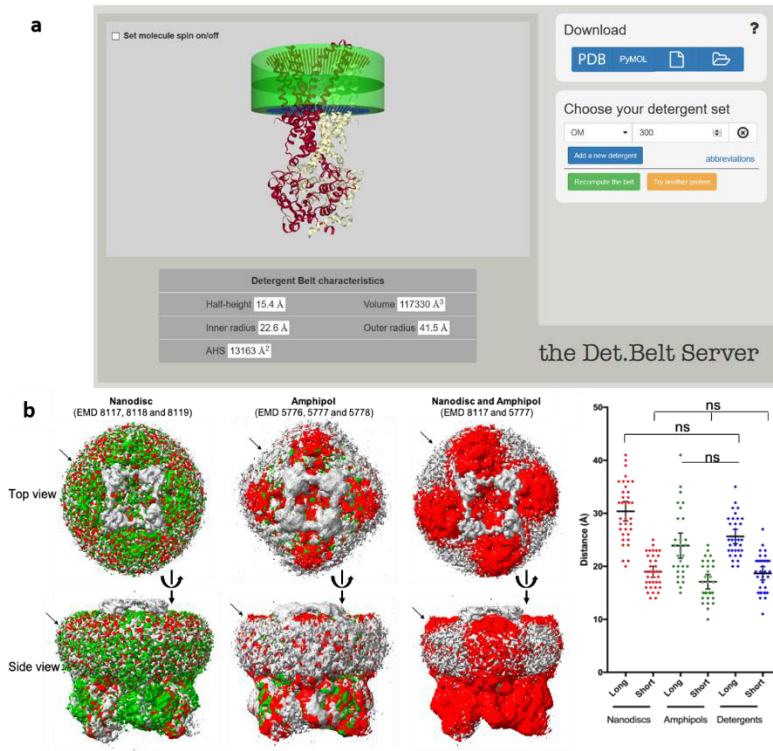 a
Set molecule spin on/off
Download
?
PDB
PyMOL
Choose your detergent set
OM
300
Add a new detergent
abbreviations
Recompute the belt
Try another protein
Detergent Belt characteristics
Half-height 15.4 Å
Volume 117330 Å3
Inner radius 22.6 Å
Outer radius 41.5 Å
AHS 13163 Å2
the Det.Belt Server
b
Nanodisc
(EMD 8117, 8118 and 8119)
Amphipol
(EMD 5776, 5777 and 5778)
Nanodisc and Amphipol
(EMD 8117 and 5777)
Top view
Side view
ns
ns
ns
Distance (Å)
50
40
30
20
10
0
Long
Short
Long
Short
Long
Short
Nanodiscs
Amphipols
Detergents